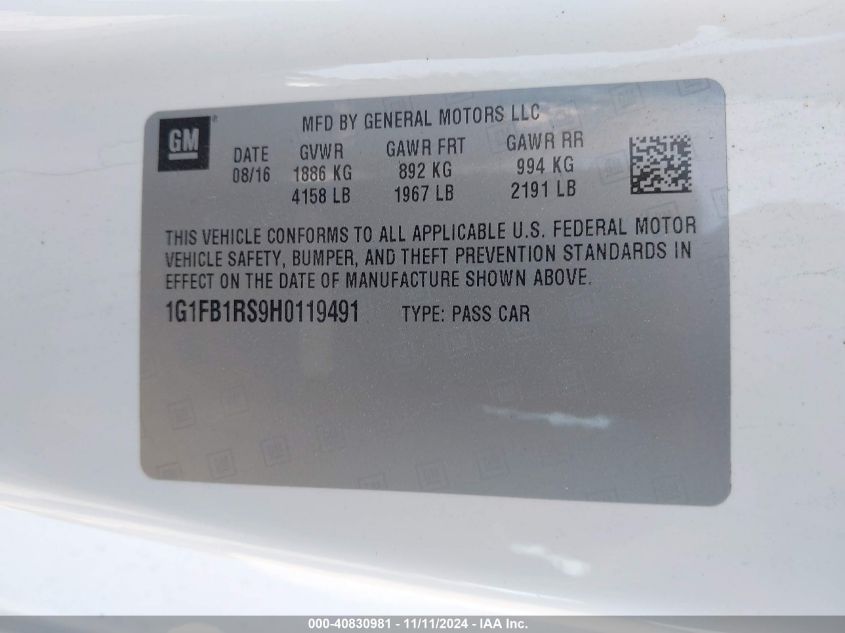 GM ®
MFD BY GENERAL MOTORS LLC
DATE GVWR GAWR FRT GAWR RR
08/16 1886 KG 892 KG 994 KG
4158 LB 1967 LB 2191 LB
THIS VEHICLE CONFORMS TO ALL APPLICABLE U.S. FEDERAL MOTOR
VEHICLE SAFETY, BUMPER, AND THEFT PREVENTION STANDARDS IN
EFFECT ON THE DATE OF MANUFACTURE SHOWN ABOVE.
1G1FB1RS9H0119491 TYPE: PASS CAR
000-40830981 - 11/11/2024 - IAA Inc.